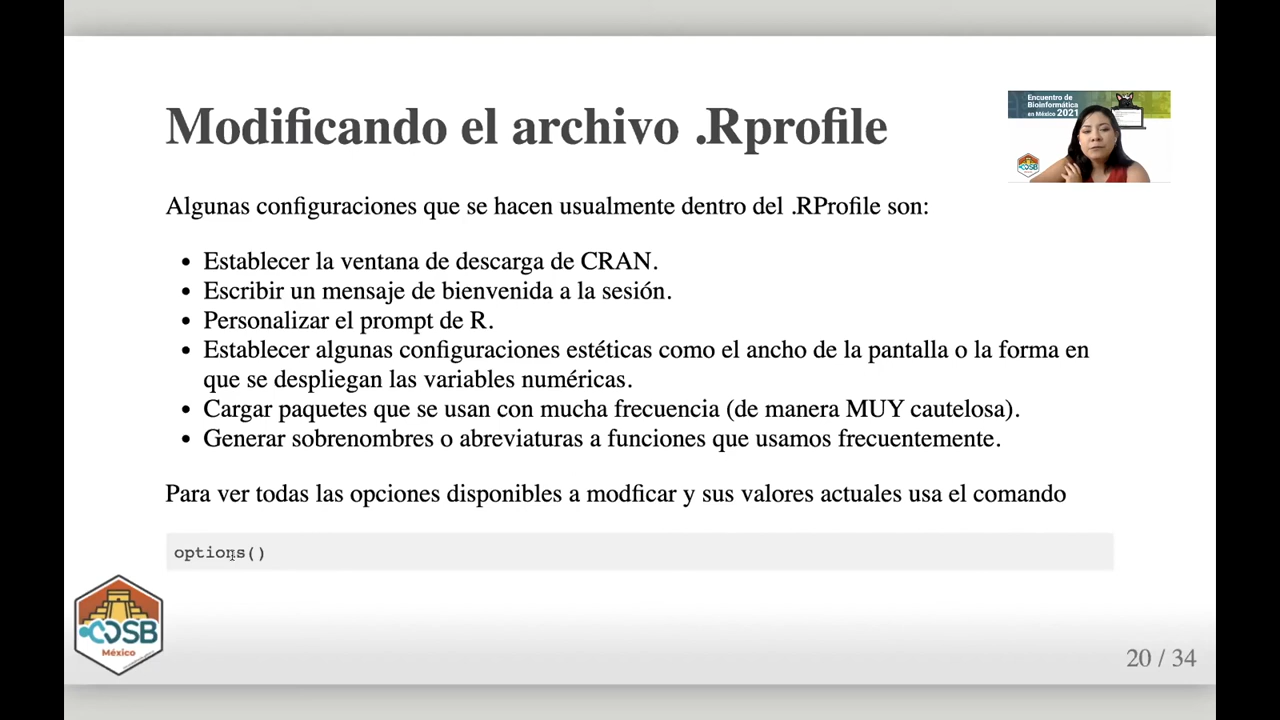 Modificando el archivo .Rprofile
Encuentro de
Bioinformática
en México 2021
CDSB
Algunas configuraciones que se hacen usualmente dentro del .RProfile son:
• Establecer la ventana de descarga de CRAN.
• Escribir un mensaje de bienvenida a la sesión.
• Personalizar el prompt de R.
• Establecer algunas configuraciones estéticas como el ancho de la pantalla o la forma en
que se despliegan las variables numéricas.
• Cargar paquetes que se usan con mucha frecuencia (de manera MUY cautelosa).
• Generar sobrenombres o abreviaturas a funciones que usamos frecuentemente.
Para ver todas las opciones disponibles a modficar y sus valores actuales usa el comando
options()
CDSB
México
20 / 34